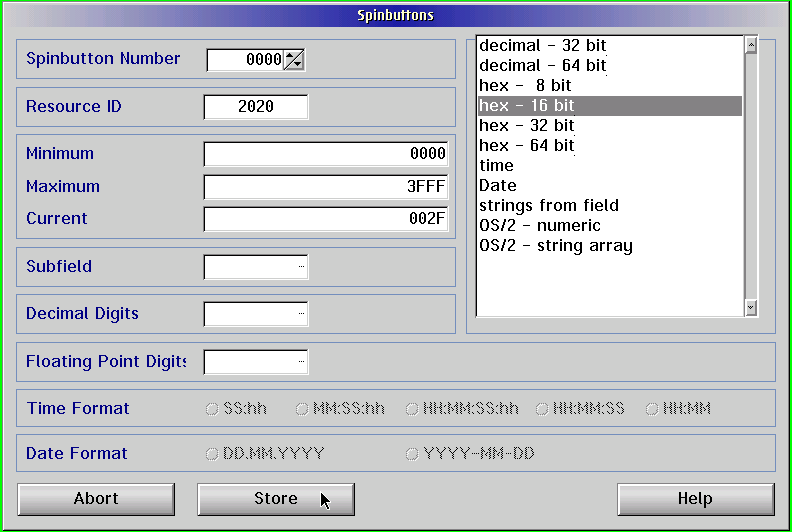 Spinbuttons
Spinbutton Number 0000
Resource ID 2020
Minimum 0000
Maximum 3FFF
Current 002F
Subfield --
Decimal Digits --
Floating Point Digits --
decimal - 32 bit
decimal - 64 bit
hex - 8 bit
hex - 16 bit
hex - 32 bit
hex - 64 bit
time
Date
strings from field
OS/2 - numeric
OS/2 - string array
Time Format SS:hh MM:SS:hh HH:MM:SS:hh HH:MM:SS HH:MM
Date Format DD.MM.YYYY YYYY-MM-DD
Abort Store Help